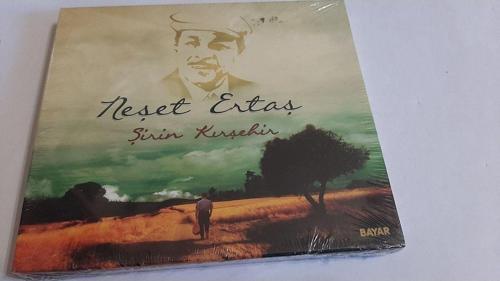 Neşet Ertaş
Şirin Kırşehir
BAYAR